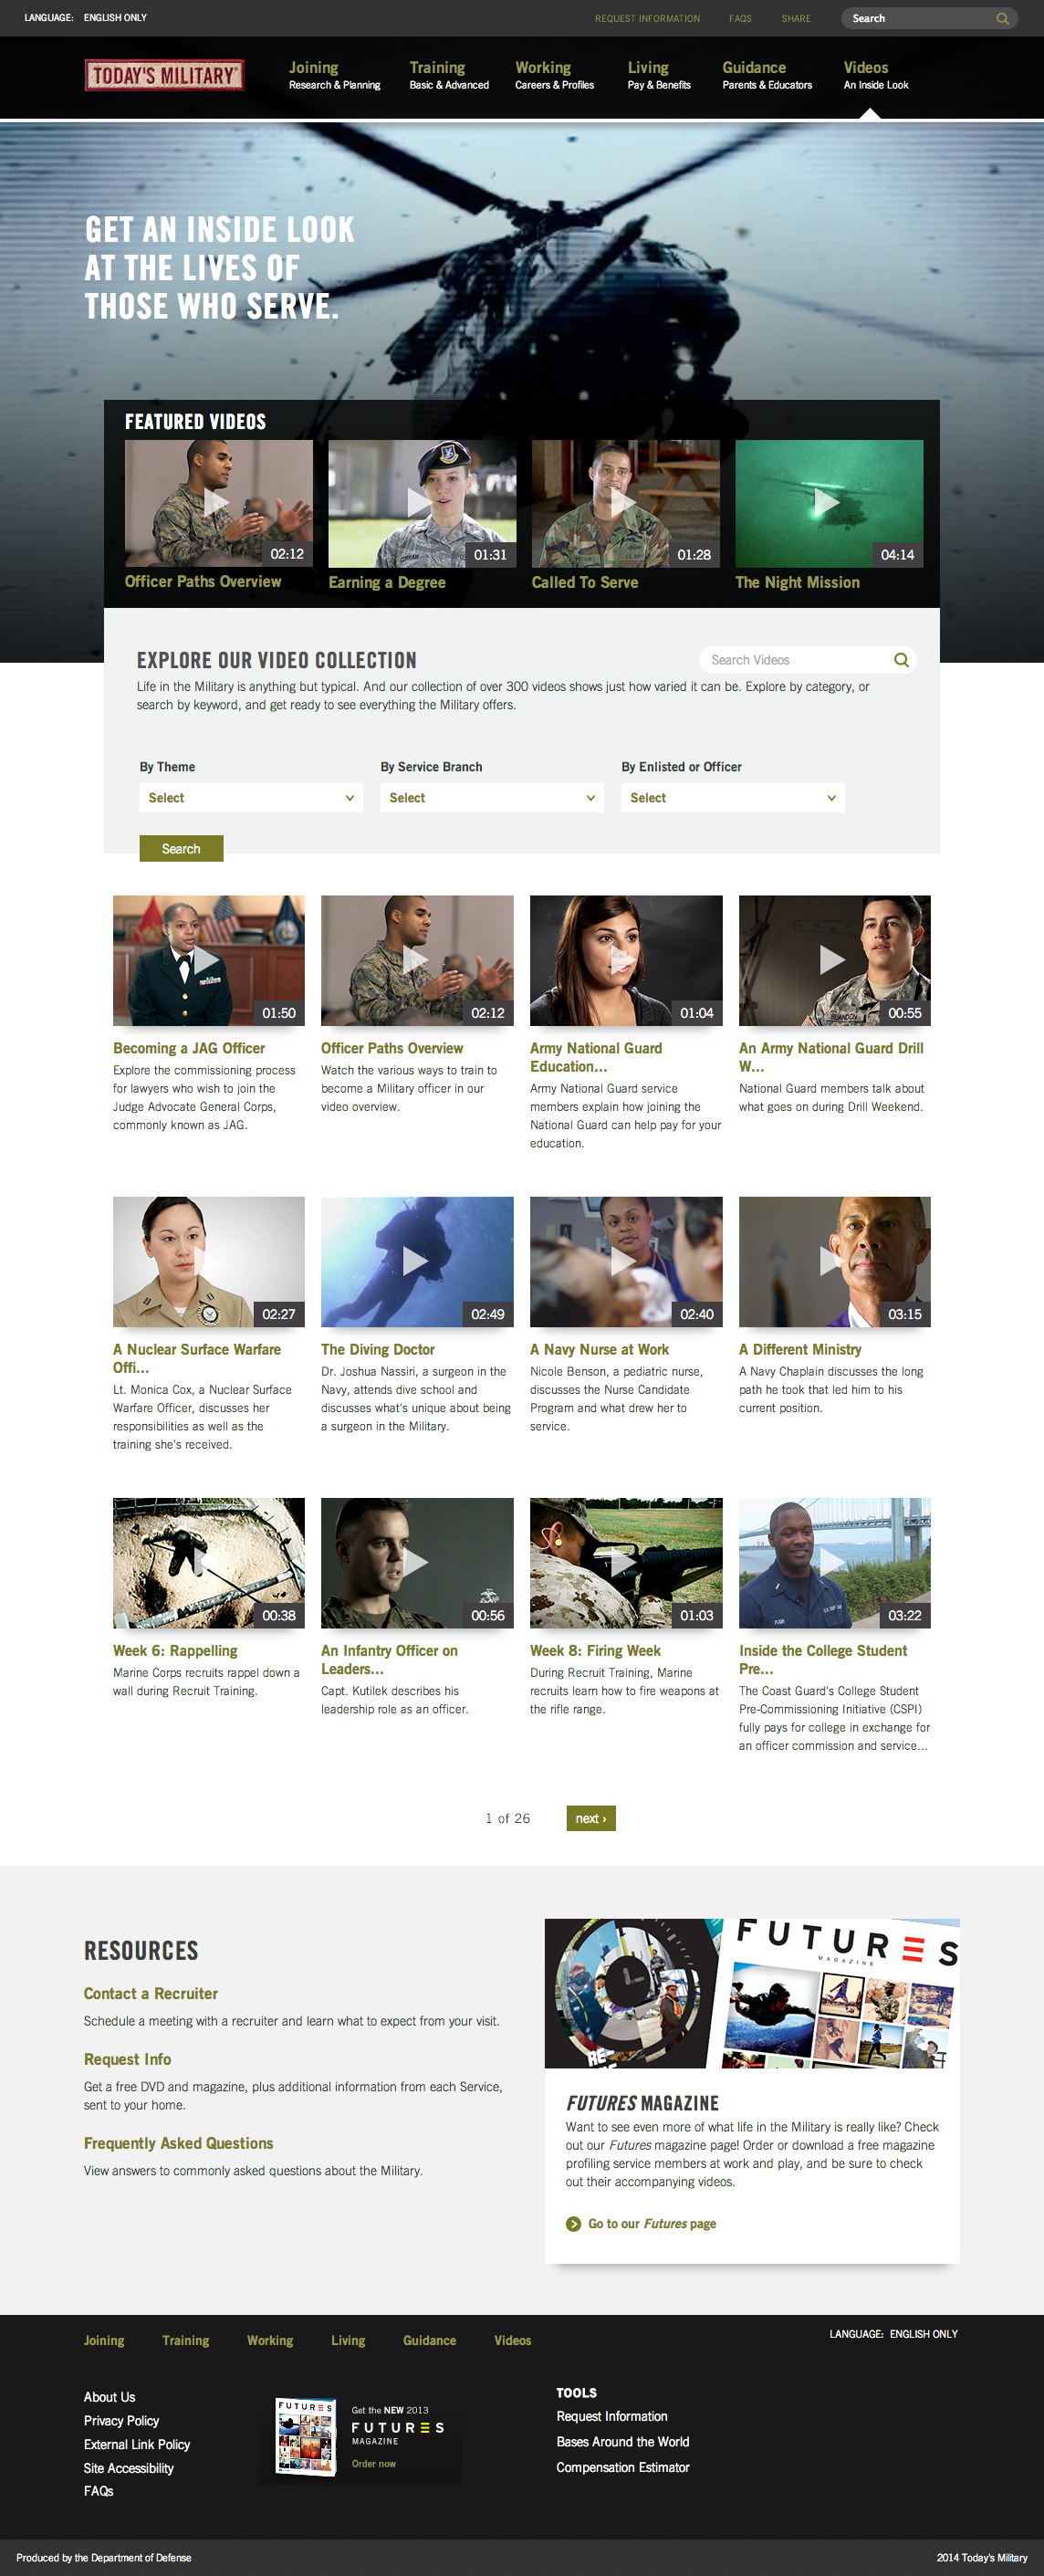 LANGUAGE: ENGLISH ONLY
REQUEST INFORMATION
FAQS
SHARE
Search
TODAY'S MILITARY
Joining
Research & Planning
Training
Basic & Advanced
Working
Careers & Profiles
Living
Pay & Benefits
Guidance
Parents & Educators
Videos
An Inside Look
GET AN INSIDE LOOK
AT THE LIVES OF
THOSE WHO SERVE.
FEATURED VIDEOS
02:12
01:31
01:28
04:14
Officer Paths Overview
Earning a Degree
Called To Serve
The Night Mission
EXPLORE OUR VIDEO COLLECTION
Search Videos
Life in the Military is anything but typical. And our collection of over 300 videos shows just how varied it can be. Explore by category, or
search by keyword, and get ready to see everything the Military offers.
By Theme
By Service Branch
By Enlisted or Officer
Select
Select
Select
Search
01:50
Becoming a JAG Officer
Explore the commissioning process
for lawyers who wish to join the
Judge Advocate General Corps,
commonly known as JAG.
02:12
Officer Paths Overview
Watch the various ways to train to
become a Military officer in our
video overview.
01:04
Army National Guard
Education...
Army National Guard service
members explain how joining the
National Guard can help pay for your
education.
BRANDON
00:55
An Army National Guard Drill
W...
National Guard members talk about
what goes on during Drill Weekend.
02:27
A Nuclear Surface Warfare
Offi...
Lt. Monica Cox, a Nuclear Surface
Warfare Officer, discusses her
responsibilities as well as the
training she's received.
02:49
The Diving Doctor
Dr. Joshua Nassiri, a surgeon in the
Navy, attends dive school and
discusses what's unique about being
a surgeon in the Military.
02:40
A Navy Nurse at Work
Nicole Benson, a pediatric nurse,
discusses the Nurse Candidate
Program and what drew her to
service.
03:15
A Different Ministry
A Navy Chaplain discusses the long
path he took that led him to his
current position.
00:38
Week 6: Rappelling
Marine Corps recruits rappel down a
wall during Recruit Training.
00:56
An Infantry Officer on
Leaders...
Capt. Kutilek describes his
leadership role as an officer.
01:03
Week 8: Firing Week
During Recruit Training, Marine
recruits learn how to fire weapons at
the rifle range.
03:22
Inside the College Student
Pre...
The Coast Guard's College Student
Pre-Commissioning Initiative (CSPI)
fully pays for college in exchange for
an officer commission and service...
1 of 26
next ›
RESOURCES
Contact a Recruiter
Schedule a meeting with a recruiter and learn what to expect from your visit.
Request Info
Get a free DVD and magazine, plus additional information from each Service,
sent to your home.
Frequently Asked Questions
View answers to commonly asked questions about the Military.
FUTURES
MAGAZINE
FUTURES MAGAZINE
Want to see even more of what life in the Military is really like? Check
out our Futures magazine page! Order or download a free magazine
profiling service members at work and play, and be sure to check
out their accompanying videos.
Go to our Futures page
Joining
Training
Working
Living
Guidance
Videos
LANGUAGE: ENGLISH ONLY
About Us
Privacy Policy
External Link Policy
Site Accessibility
FAQs
FUTURES
Get the NEW 2013
FUTURES
MAGAZINE
Order now
TOOLS
Request Information
Bases Around the World
Compensation Estimator
Produced by the Department of Defense
2014 Today's Military